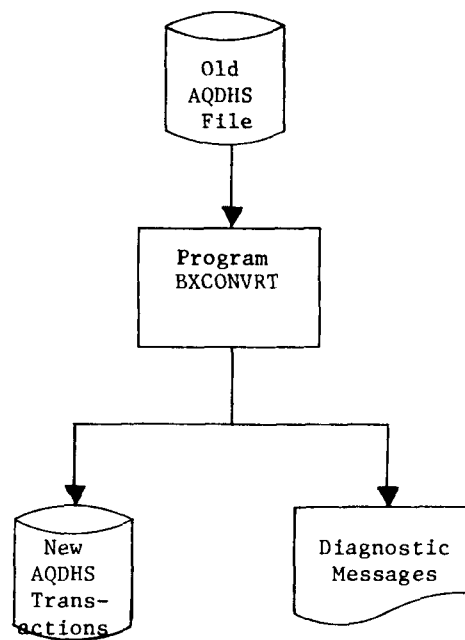 Old
AQDHS
File
Program
BXCONVRT
New
AQDHS
Trans-
actions
Diagnostic
Messages